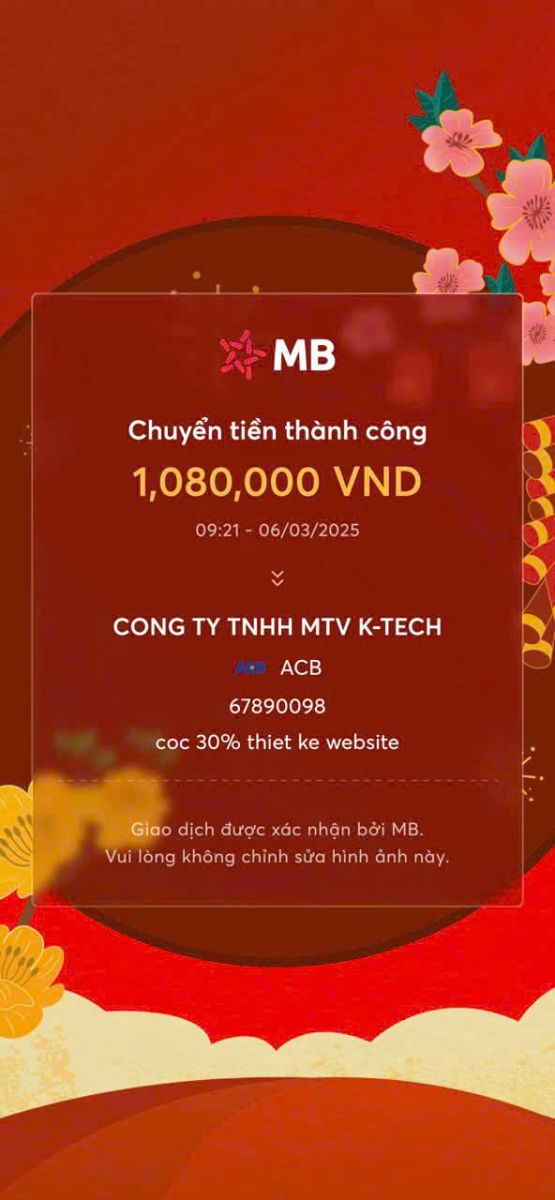 MB
Chuyển tiền thành công
1,080,000 VND
09:21 - 06/03/2025
CONG TY TNHH MTV K-TECH
ACB ACB
67890098
coc 30% thiet ke website
Giao dịch được xác nhận bởi MB.
Vui lòng không chỉnh sửa hình ảnh này.